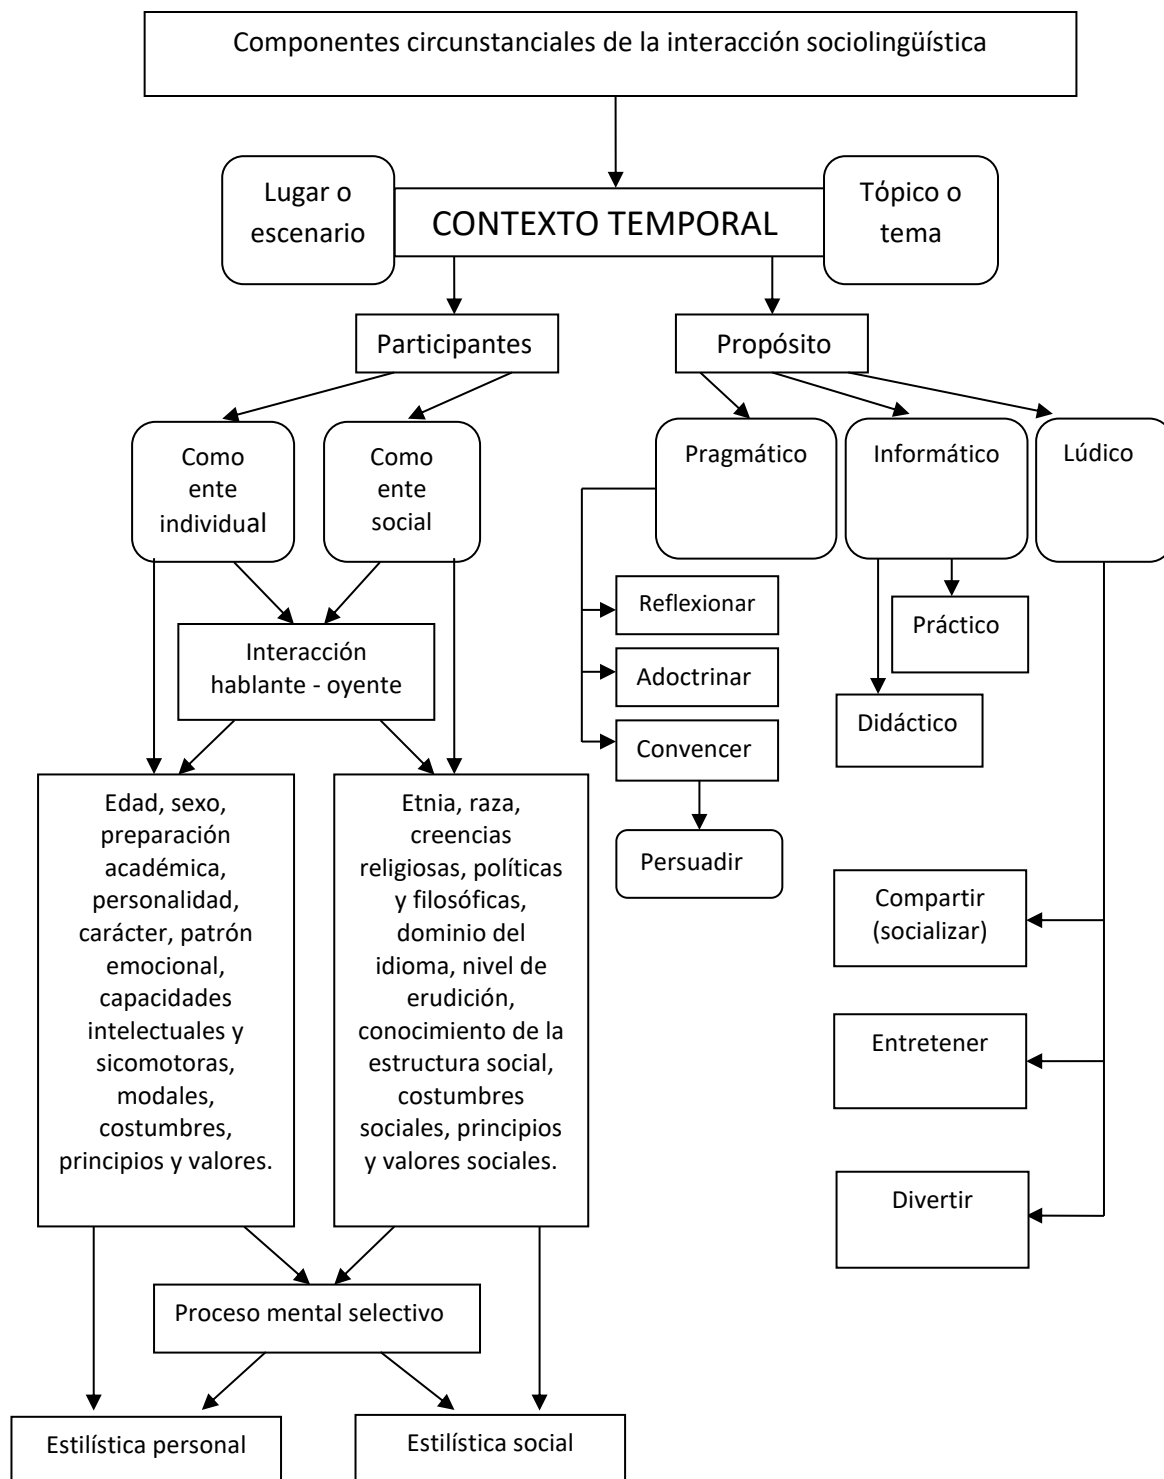 Componentes circunstanciales de la interacción sociolingüística
Lugar o
escenario
CONTEXTO TEMPORAL
Tópico o
tema
Participantes
Propósito
Como
ente
individual
Como
ente
social
Pragmático
Informático
Lúdico
Interacción
hablante - oyente
Reflexionar
Adoctrinar
Convencer
Persuadir
Práctico
Didáctico
Edad, sexo,
preparación
académica,
personalidad,
carácter, patrón
emocional,
capacidades
intelectuales y
sicomotoras,
modales,
costumbres,
principios y valores.
Etnia, raza,
creencias
religiosas, políticas
y filosóficas,
dominio del
idioma, nivel de
erudición,
conocimiento de la
estructura social,
costumbres
sociales, principios
y valores sociales.
Compartir
(socializar)
Entretener
Divertir
Proceso mental selectivo
Estilística personal
Estilística social